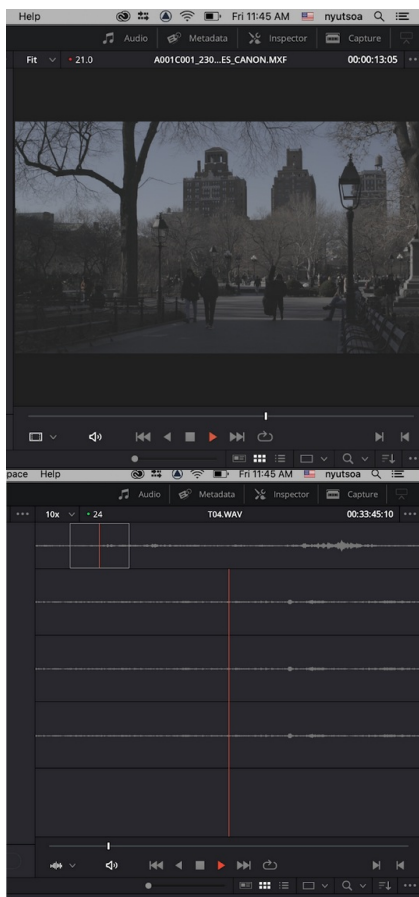 Help Fri 11:45 AM nyutsoa
Audio Metadata Inspector Capture
Fit 21.0 A001C001_230...ES_CANON.MXF 00:00:13:05
pace Help Fri 11:45 AM nyutsoa
Audio Metadata Inspector Capture
10x 24 T04.WAV 00:33:45:10